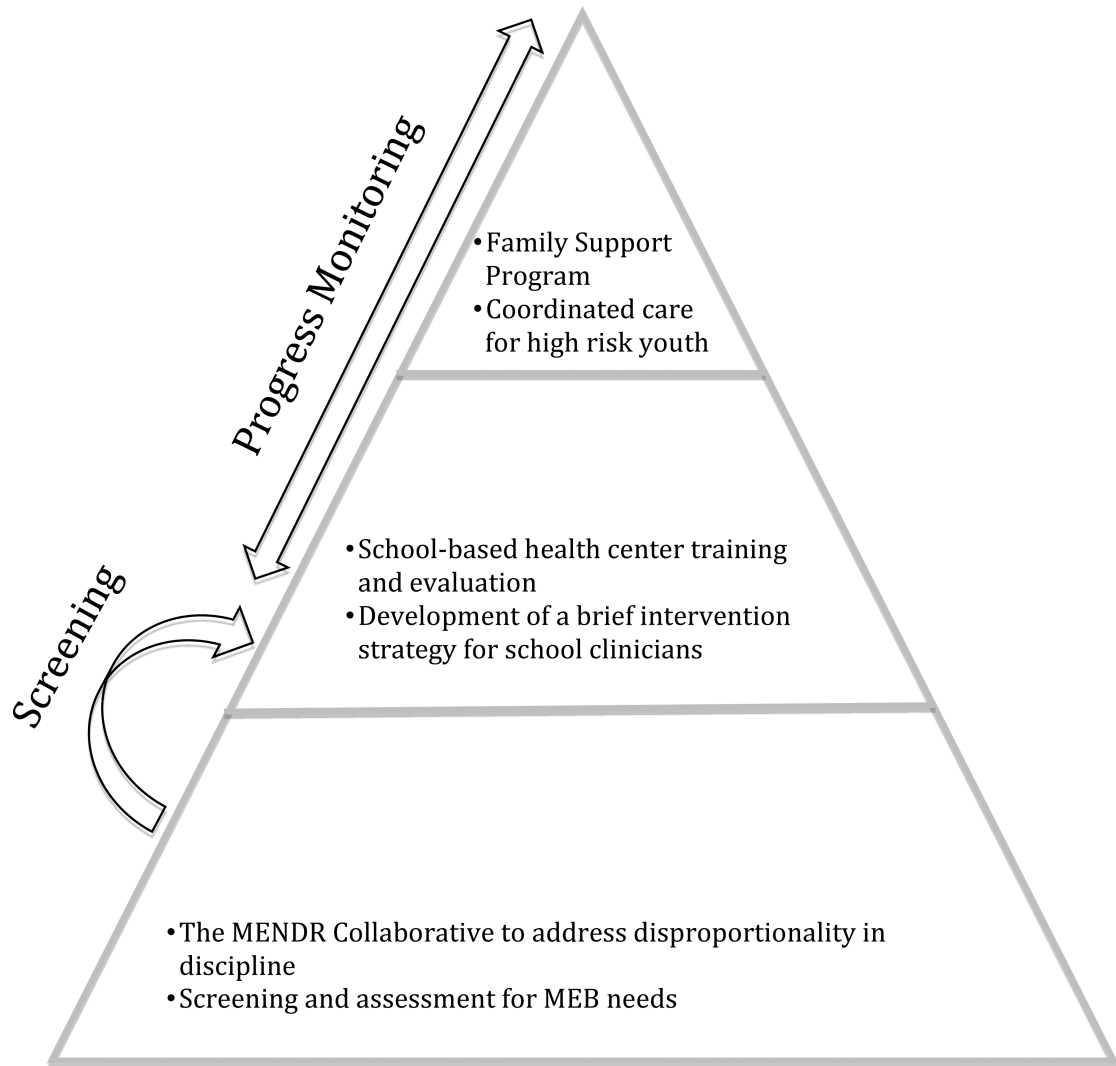 Progress Monitoring
• Family Support
Program
• Coordinated care
for high risk youth
• School-based health center training
and evaluation
• Development of a brief intervention
strategy for school clinicians
Screening
• The MENDR Collaborative to address disproportionality in
discipline
• Screening and assessment for MEB needs